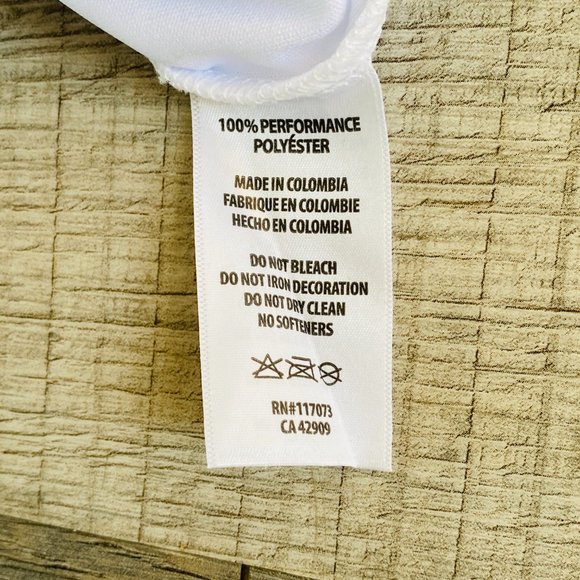 100% PERFORMANCE
POLYÉSTER
MADE IN COLOMBIA
FABRIQUE EN COLOMBIE
HECHO EN COLOMBIA
DO NOT BLEACH
DO NOT IRON DECORATION
DO NOT DRY CLEAN
NO SOFTENERS
RN#117073
CA 42909